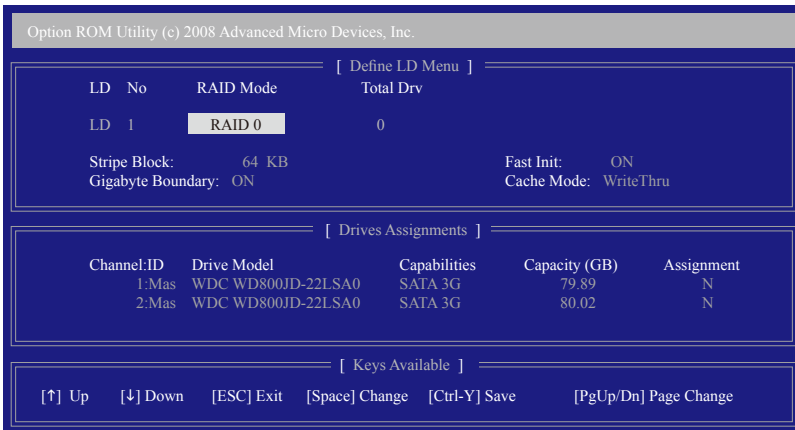 Option ROM Utility (c) 2008 Advanced Micro Devices, Inc.
[ Define LD Menu ]
LD No RAID Mode Total Drv
LD 1 RAID 0 0
Stripe Block: 64 KB Fast Init: ON
Gigabyte Boundary: ON Cache Mode: WriteThru
[ Drives Assignments ]
Channel:ID Drive Model Capabilities Capacity (GB) Assignment
1:Mas WDC WD800JD-22LSA0 SATA 3G 79.89 N
2:Mas WDC WD800JD-22LSA0 SATA 3G 80.02 N
[ Keys Available ]
[↑] Up [↓] Down [ESC] Exit [Space] Change [Ctrl-Y] Save [PgUp/Dn] Page Change